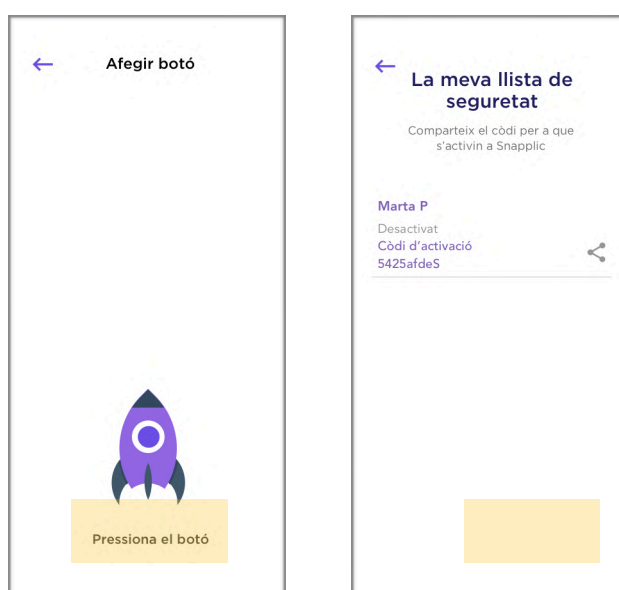 Afegir botó
Pressiona el botó
La meva llista de
seguretat
Comparteix el còdi per a que
s'activin a Snapplic
Marta P
Desactivat
Còdi d'activació
5425afdeS